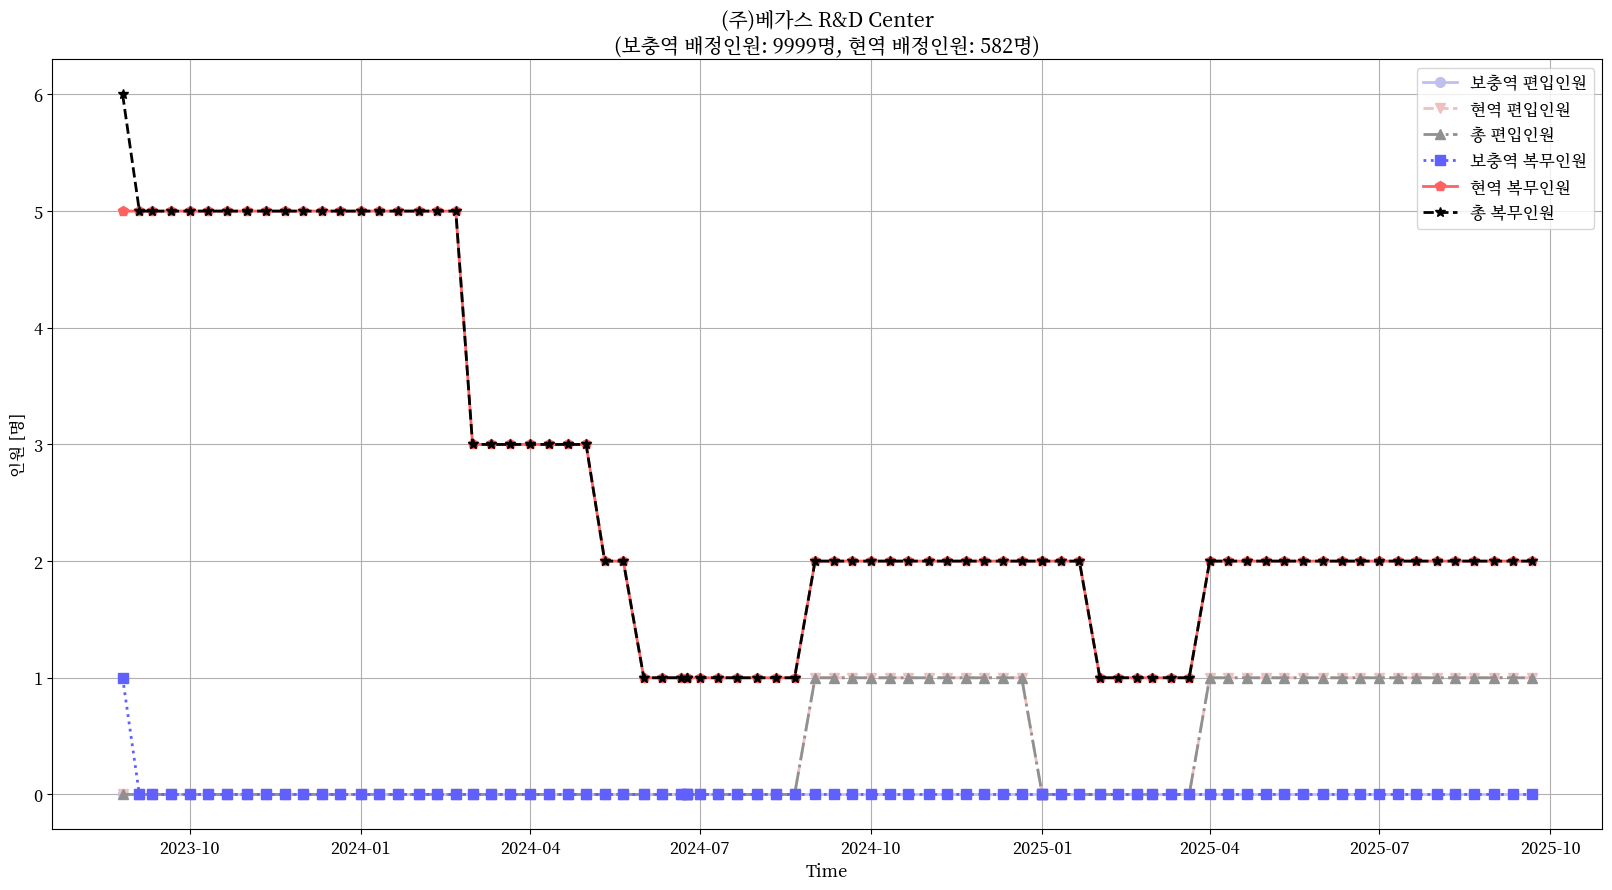 (주)베가스 R&D Center
(보충역 배정인원: 9999명, 현역 배정인원: 582명)
보충역 편입인원
현역 편입인원
총 편입인원
보충역 복무인원
현역 복무인원
총 복무인원
인원 [명]
6
5
4
3
2
1
0
2023-10 2024-01 2024-04 2024-07 2024-10 2025-01 2025-04 2025-07 2025-10
Time